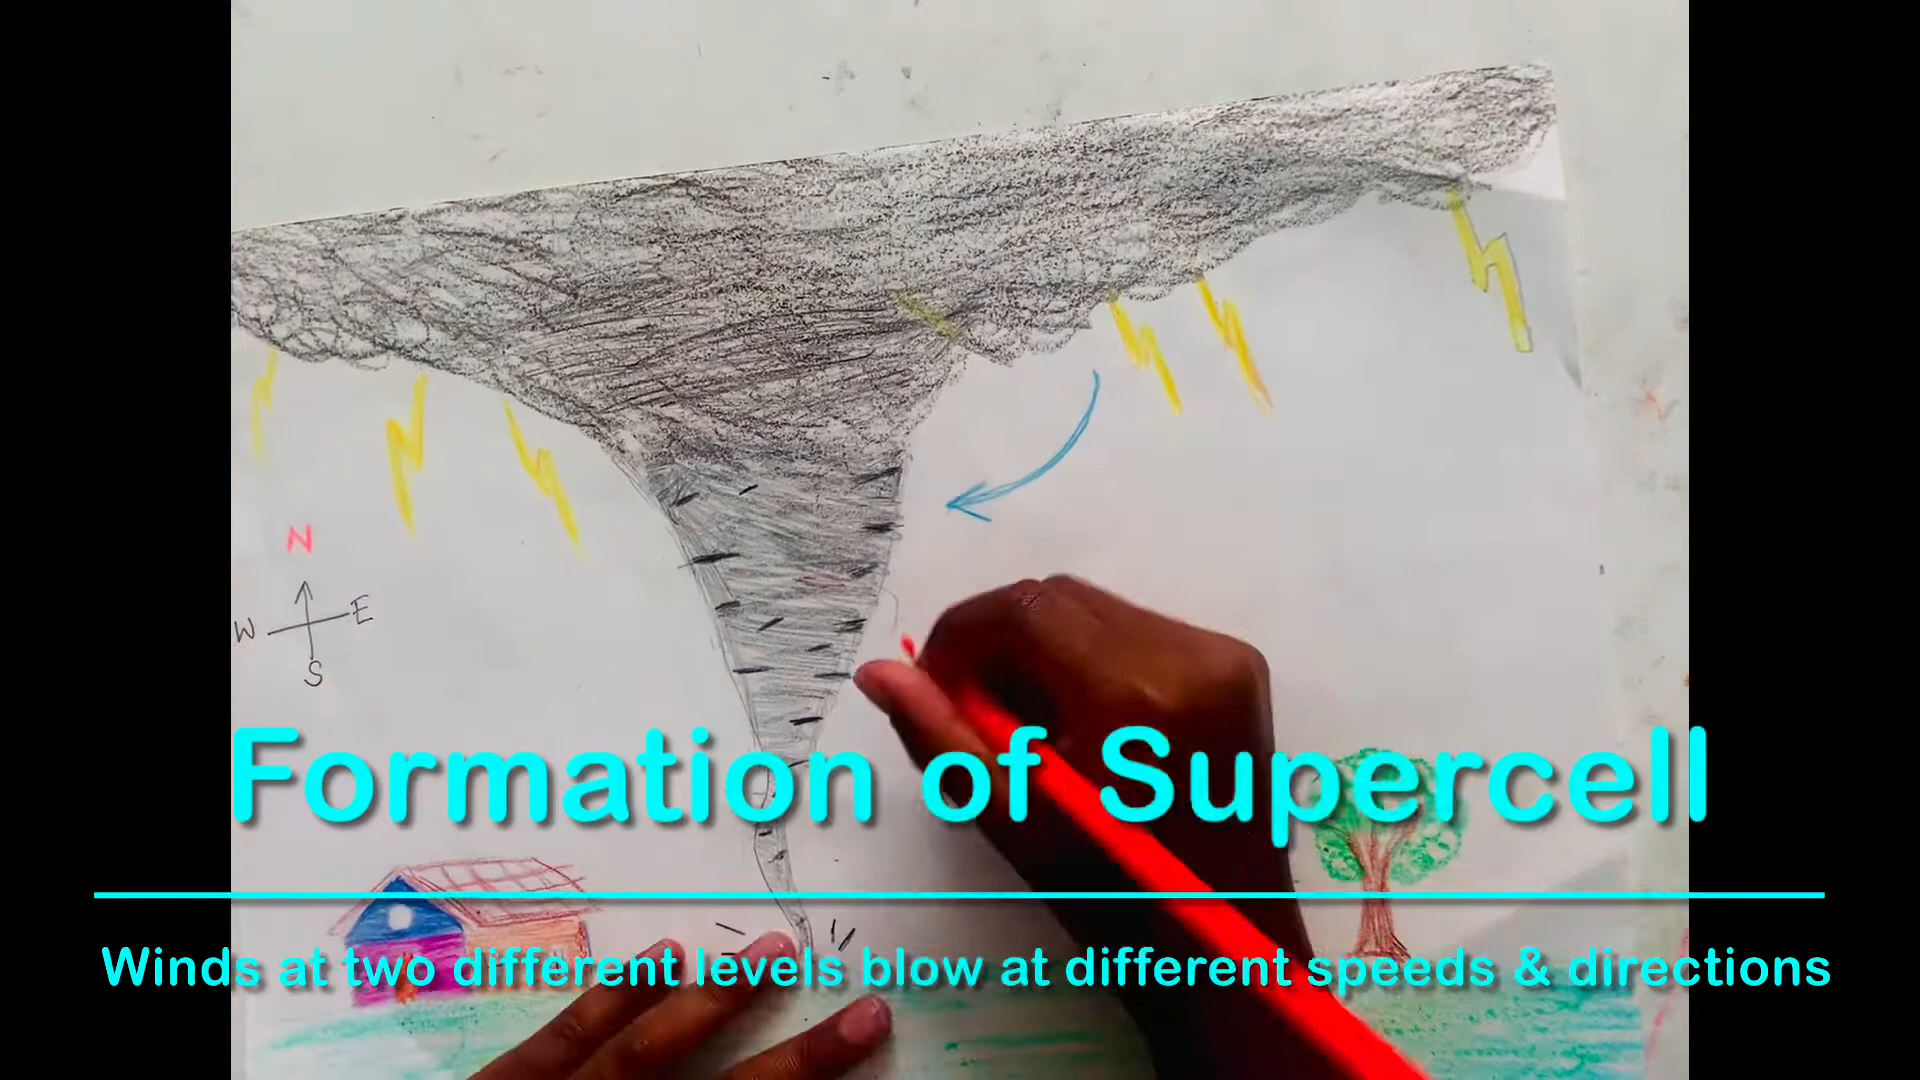 N
W E
S
Formation of Supercell
Winds at two different levels blow at different speeds & directions